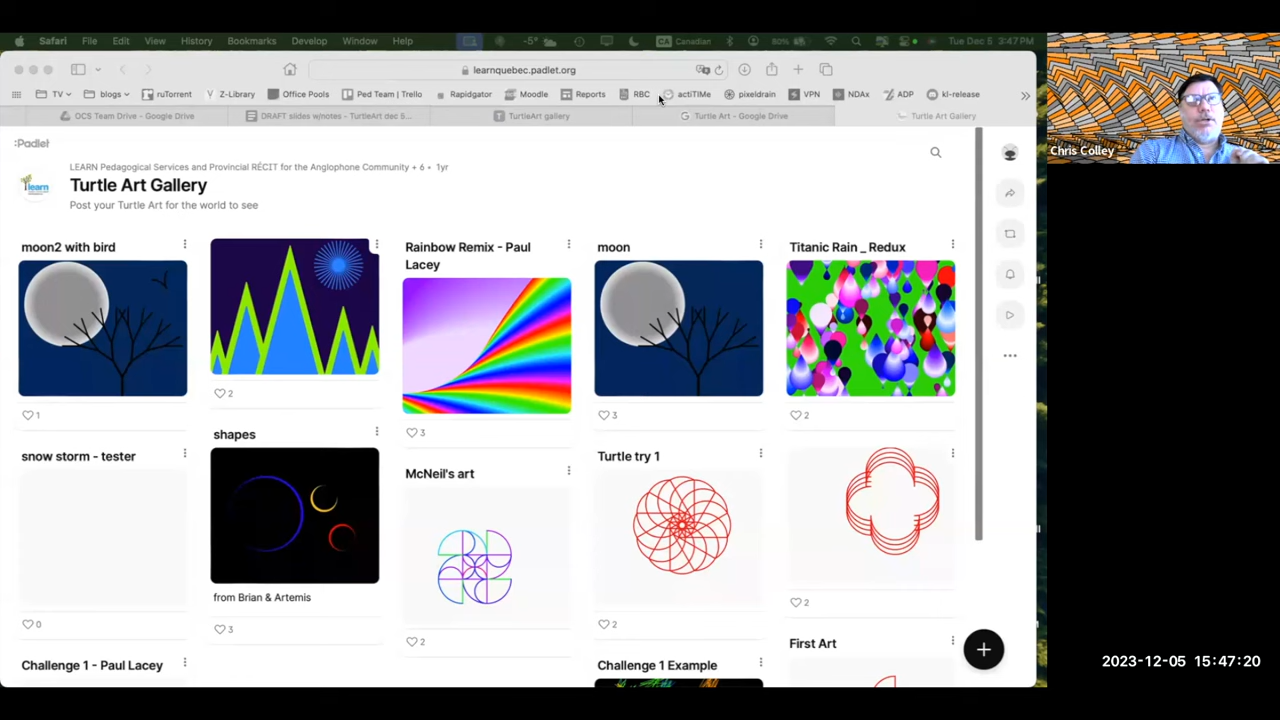 Safari File Edit View History Bookmarks Develop Window Help -5° CA Canadian 80% Tue Dec 5 3:47 PM
learnquebec.padlet.org
TV blogs ruTorrent Z-Library Office Pools Ped Team | Trello Rapidgator Moodle Reports RBC actiTIMe pixeldrain VPN NDAx ADP kl-release
OCS Team Drive - Google Drive DRAFT slides w/notes - TurtleArt dec 5... TurtleArt gallery Turtle Art - Google Drive Turtle Art Gallery
:Padlet
LEARN Pedagogical Services and Provincial RÉCIT for the Anglophone Community + 6 • 1yr
learn
Turtle Art Gallery
Post your Turtle Art for the world to see
moon2 with bird
1
snow storm - tester
0
Challenge 1 - Paul Lacey
2
shapes
from Brian & Artemis
3
Rainbow Remix - Paul
Lacey
3
McNeil's art
2
moon
3
Turtle try 1
2
Challenge 1 Example
Titanic Rain _ Redux
2
2
First Art
Chris Colley
2023-12-05 15:47:20